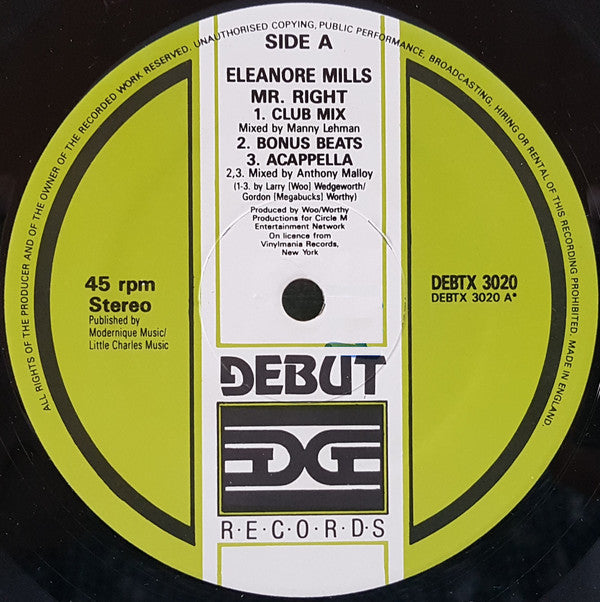 ALL RIGHTS OF THE PRODUCER AND OF THE OWNER OF THE RECORDED WORK RESERVED. UNAUTHORISED COPYING, PUBLIC PERFORMANCE, BROADCASTING, HIRING OR RENTAL OF THIS RECORDING PROHIBITED. MADE IN ENGLAND.
SIDE A
ELEANORE MILLS
MR. RIGHT
1. CLUB MIX
Mixed by Manny Lehman
2. BONUS BEATS
3. ACAPPELLA
2,3. Mixed by Anthony Malloy
(1-3. by Larry [Woo] Wedgeworth/
Gordon [Megabucks] Worthy)
Produced by Woo/Worthy
Productions for Circle M
Entertainment Network
On licence from
Vinylmania Records,
New York
45 rpm
Stereo
Published by
Modernique Music/
Little Charles Music
DEBTX 3020
DEBTX 3020 A*
DEBUT
R·E·C·O·R·D·S